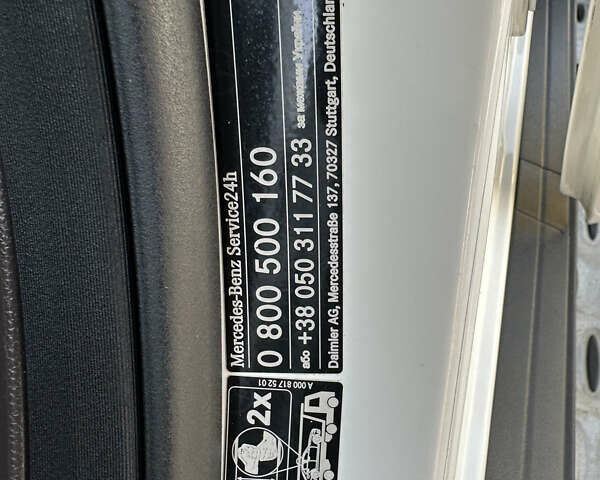 Mercedes-Benz Service24h
0 800 500 160
або +38 050 311 77 33 за межами України
Daimler AG, Mercedesstraße 137, 70327 Stuttgart, Deutschlan
A 000 817 52 01
2x